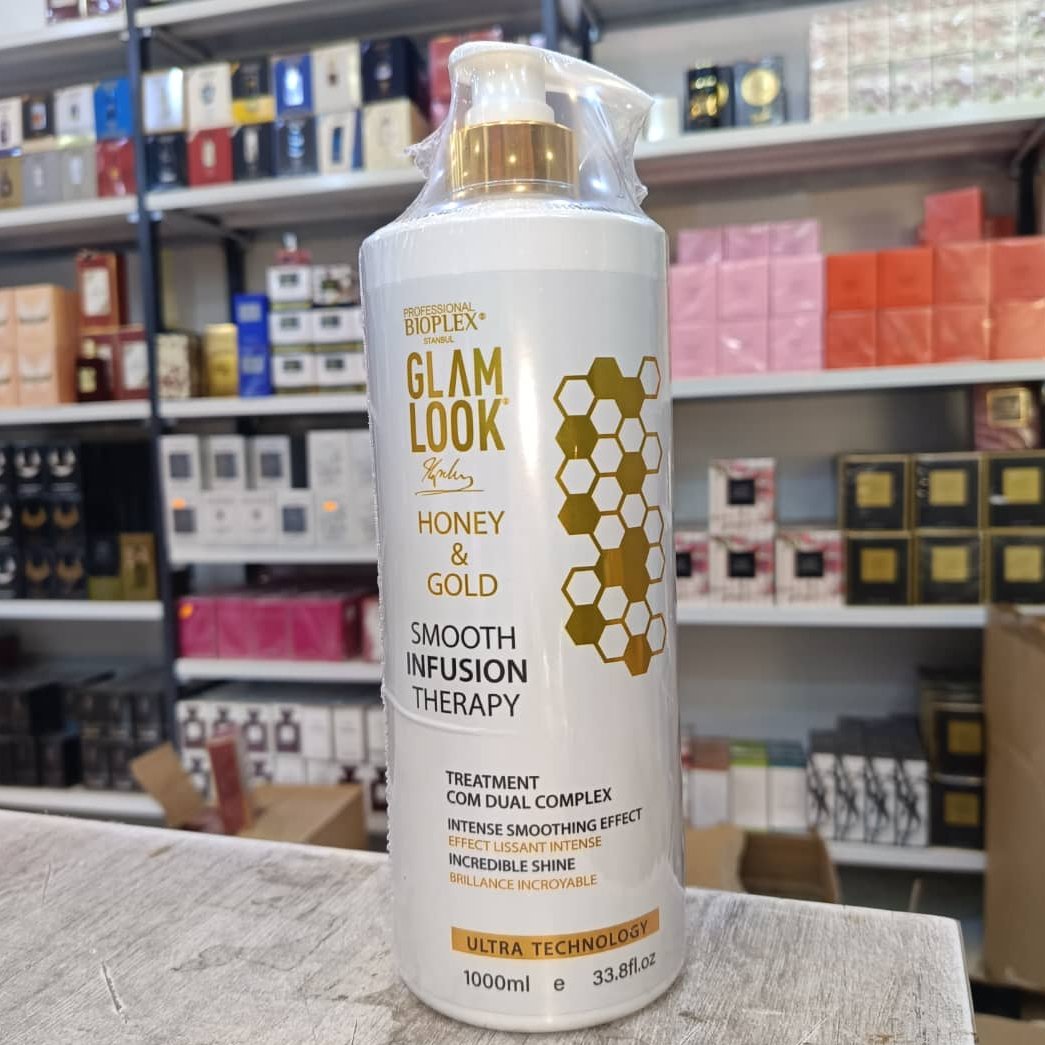 PROFESSIONAL
BIOPLEX®
STANBUL
GLAM
LOOK®
HONEY
&
GOLD
SMOOTH
INFUSION
THERAPY
TREATMENT
COM DUAL COMPLEX
INTENSE SMOOTHING EFFECT
EFFECT LISSANT INTENSE
INCREDIBLE SHINE
BRILLANCE INCROYABLE
ULTRA TECHNOLOGY
1000ml e 33.8fl.oz